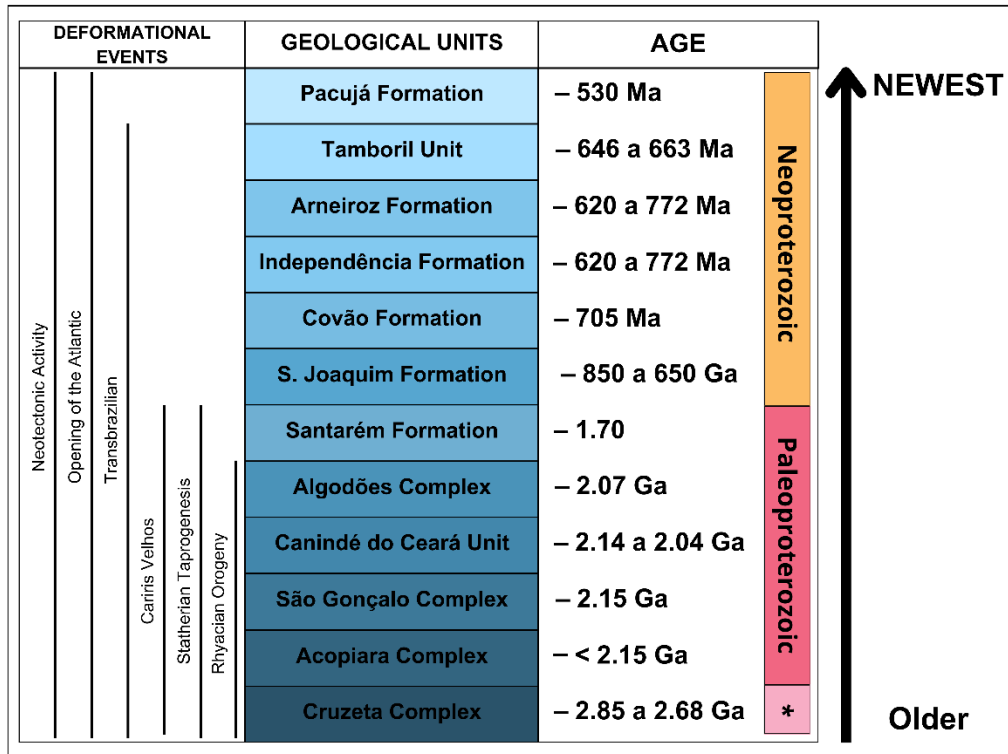 DEFORMATIONAL
EVENTS
GEOLOGICAL UNITS
AGE
Neotectonic Activity
Opening of the Atlantic
Transbrazilian
Cariris Velhos
Statherian Taprogenesis
Rhyacian Orogeny
Pacujá Formation
– 530 Ma
Tamboril Unit
– 646 a 663 Ma
Arneiroz Formation
– 620 a 772 Ma
Independência Formation
– 620 a 772 Ma
Covão Formation
– 705 Ma
S. Joaquim Formation
– 850 a 650 Ga
Santarém Formation
– 1.70
Algodões Complex
– 2.07 Ga
Canindé do Ceará Unit
– 2.14 a 2.04 Ga
São Gonçalo Complex
– 2.15 Ga
Acopiara Complex
– < 2.15 Ga
Cruzeta Complex
– 2.85 a 2.68 Ga
Neoproterozoic
Paleoproterozoic
*
NEWEST
Older